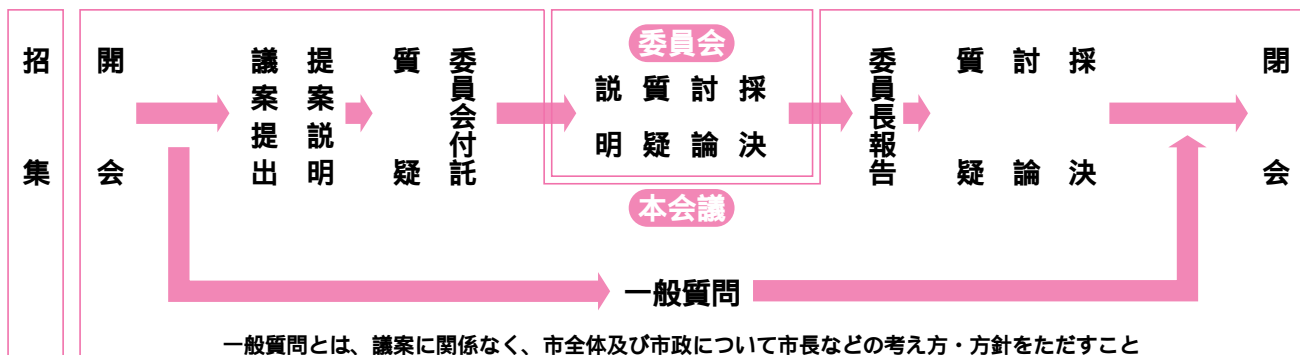 招集
開会
議案提出
提案説明
質疑
委員会付託
委員会
説明
質疑
討論
採決
委員長報告
質疑
討論
採決
閉会
本会議
一般質問
一般質問とは、議案に関係なく、市全体及び市政について市長などの考え方・方針をただすこと